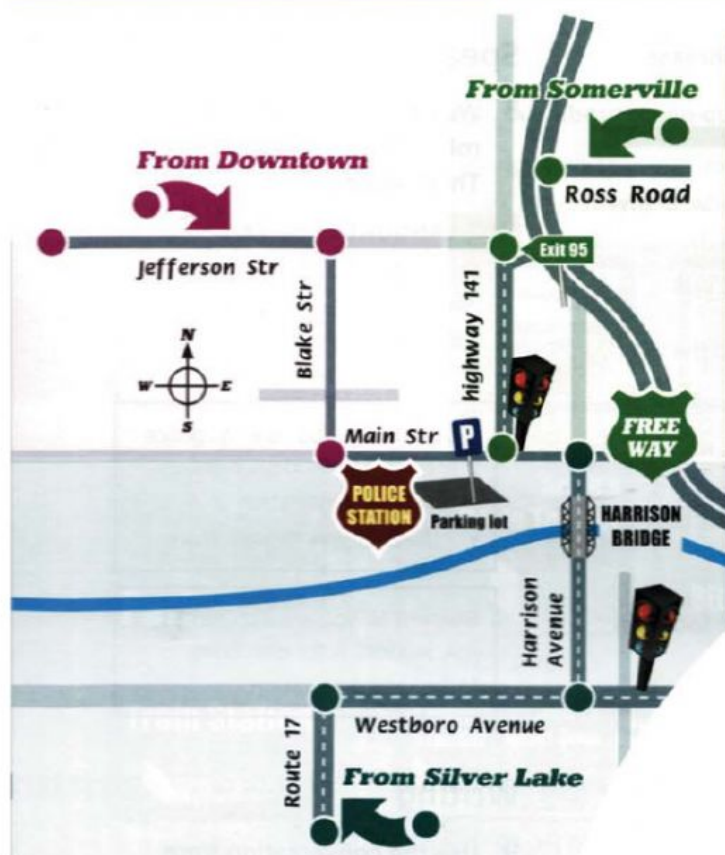 From Somerville
From Downtown
Ross Road
Jefferson Str
Exit 95
Blake Str
highway 141
N
W
E
S
Main Str
P
FREE
WAY
POLICE
STATION
Parking lot
HARRISON
BRIDGE
Harrison
Avenue
Westboro Avenue
Route 17
From Silver Lake